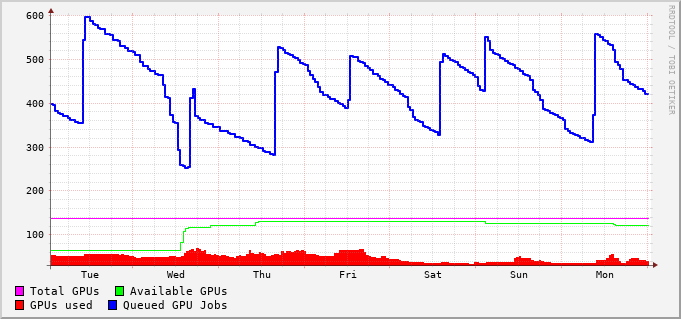 600
500
400
300
200
100
Tue Wed Thu Fri Sat Sun Mon
Total GPUs Available GPUs
GPUs used Queued GPU Jobs
RRDTOOL / TOBI OETIKER